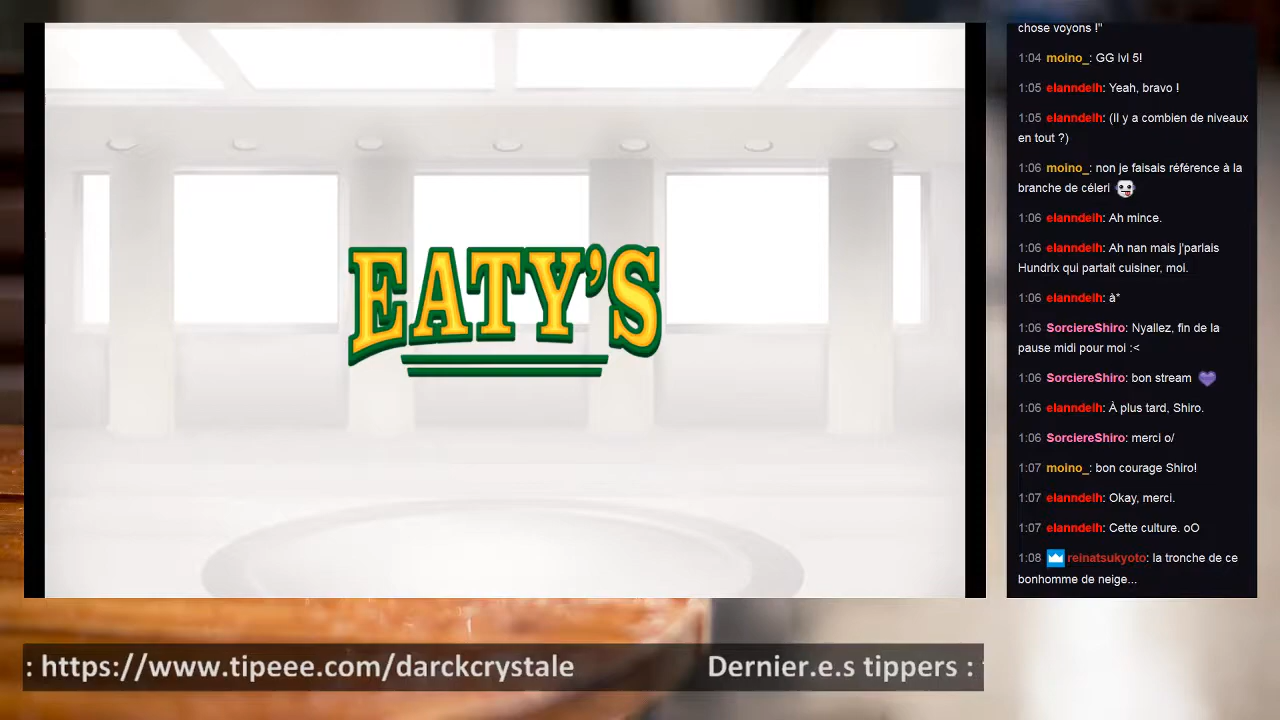 EATY'S
chose voyons !"
1:04 moino_: GG lvl 5!
1:05 elanndelh: Yeah, bravo !
1:05 elanndelh: (Il y a combien de niveaux
en tout ?)
1:06 moino_: non je faisais référence à la
branche de céleri
1:06 elanndelh: Ah mince.
1:06 elanndelh: Ah nan mais j'parlais
Hundrix qui partait cuisiner, moi.
1:06 elanndelh: à*
1:06 SorciereShiro: Nyallez, fin de la
pause midi pour moi :<
1:06 SorciereShiro: bon stream
1:06 elanndelh: À plus tard, Shiro.
1:06 SorciereShiro: merci o/
1:07 moino_: bon courage Shiro!
1:07 elanndelh: Okay, merci.
1:07 elanndelh: Cette culture. oO
1:08 reinatsukyoto: la tronche de ce
bonhomme de neige...
: https://www.tipeee.com/darckcrystale Dernier.e.s tippers :